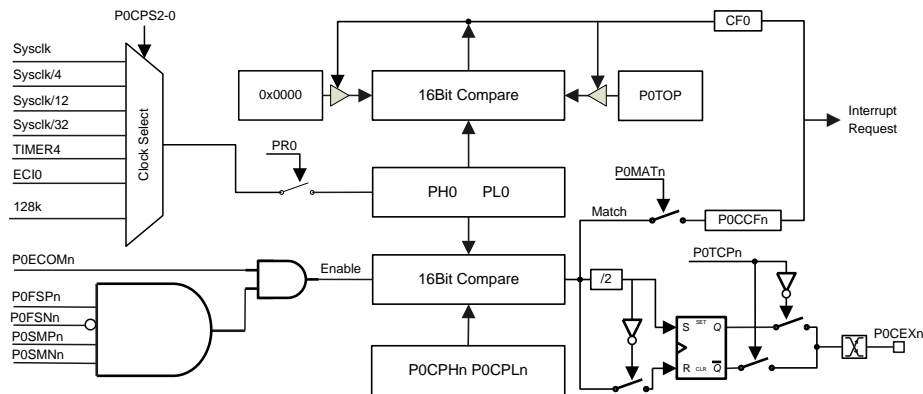 P0CPS2-0
CF0
Sysclk
Sysclk/4
Sysclk/12
Sysclk/32
TIMER4
ECI0
128k
Clock Select
0x0000
16Bit Compare
P0TOP
Interrupt
Request
PR0
PH0 PL0
P0MATn
Match
P0CCFn
P0ECOMn
Enable
16Bit Compare
/2
P0TCPn
P0FSPn
P0FSNn
P0SMPn
P0SMNn
S SET Q
R CLR Q
P0CEXn
P0CPHn P0CPLn